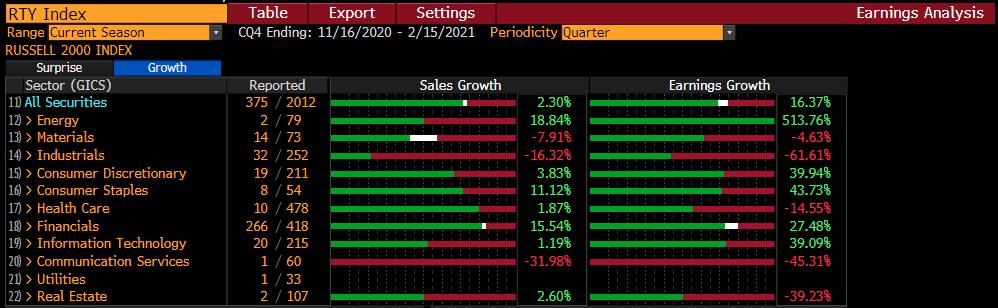 RTY Index Table Export Settings Earnings Analysis
Range Current Season CQ4 Ending: 11/16/2020 - 2/15/2021 Periodicity Quarter
RUSSELL 2000 INDEX
Surprise Growth
Sector (GICS) Reported Sales Growth Earnings Growth
11) All Securities 375 / 2012 2.30% 16.37%
12) > Energy 2 / 79 18.84% 513.76%
13) > Materials 14 / 73 -7.91% -4.63%
14) > Industrials 32 / 252 -16.32% -61.61%
15) > Consumer Discretionary 19 / 211 3.83% 39.94%
16) > Consumer Staples 8 / 54 11.12% 43.73%
17) > Health Care 10 / 478 1.87% -14.55%
18) > Financials 266 / 418 15.54% 27.48%
19) > Information Technology 20 / 215 1.19% 39.09%
20) > Communication Services 1 / 60 -31.98% -45.31%
21) > Utilities 1 / 33
22) > Real Estate 2 / 107 2.60% -39.23%